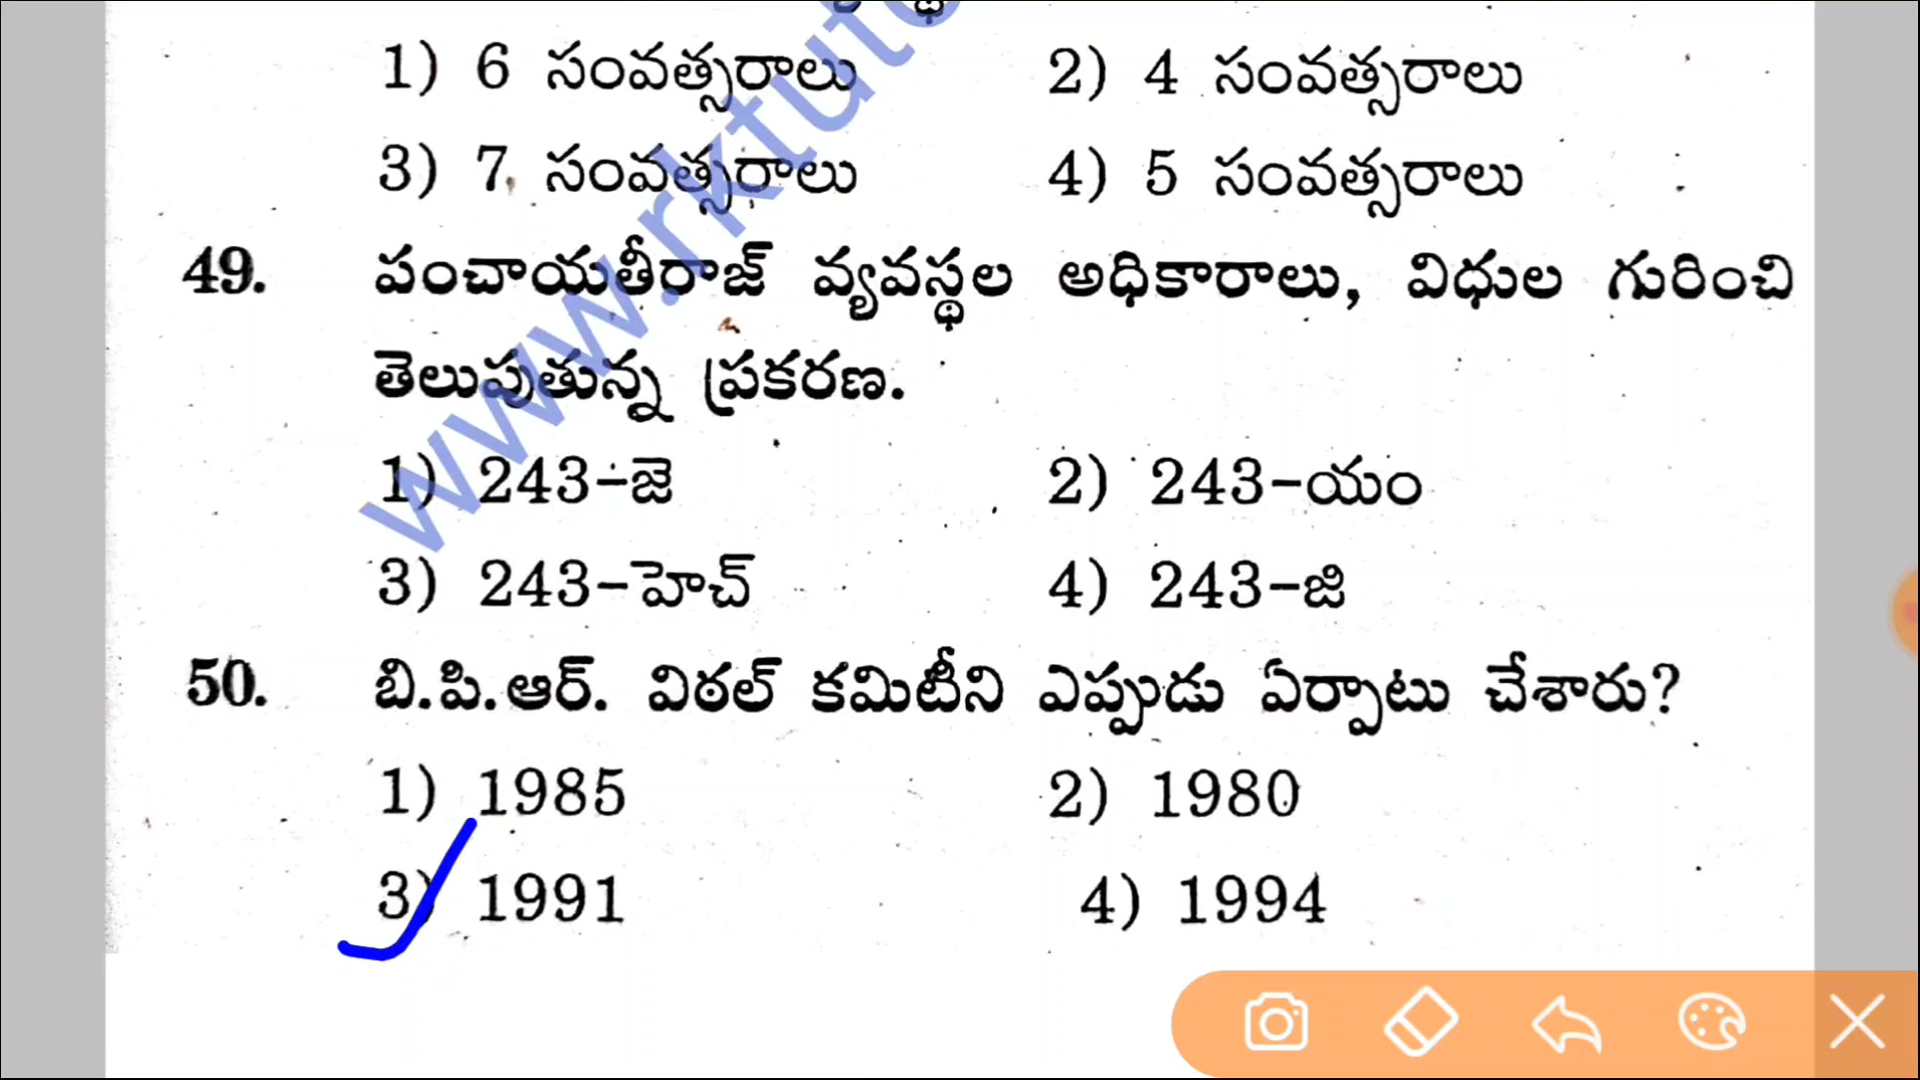 1) 6 సంవత్సరాలు 2) 4 సంవత్సరాలు
3) 7 సంవత్సరాలు 4) 5 సంవత్సరాలు
49. పంచాయతీరాజ్ వ్యవస్థల అధికారాలు, విధుల గురించి
తెలుపుతున్న ప్రకరణ.
1) 243-జె 2) 243-యం
3) 243-హెచ్ 4) 243-జి
50. బి.పి.ఆర్. విఠల్ కమిటీని ఎప్పుడు ఏర్పాటు చేశారు?
1) 1985 2) 1980
3) 1991 4) 1994
www.rktuto